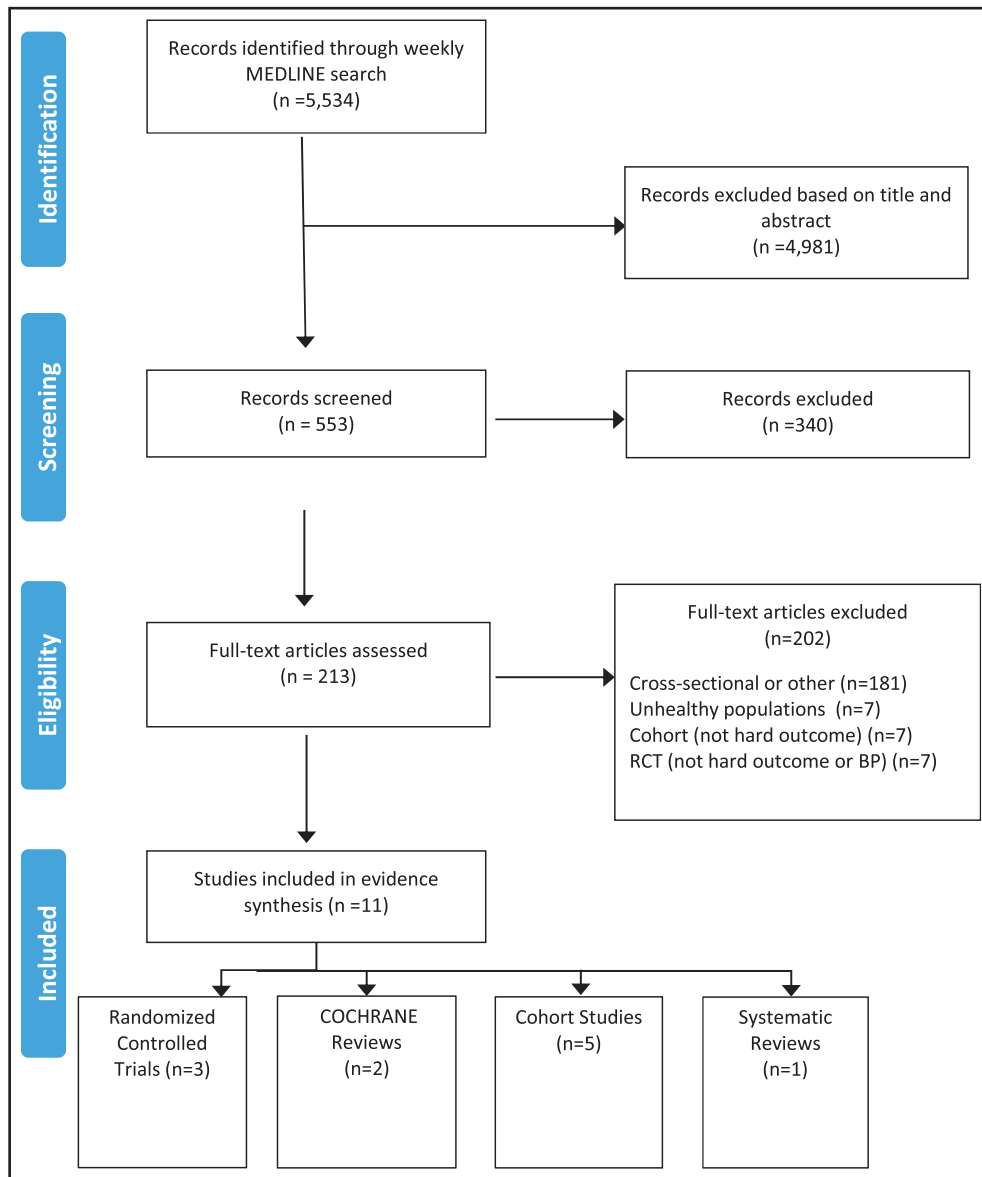 Identification
Records identified through weekly
MEDLINE search
(n =5,534)
Records excluded based on title and
abstract
(n =4,981)
Screening
Records screened
(n = 553)
Records excluded
(n =340)
Eligibility
Full-text articles assessed
(n = 213)
Full-text articles excluded
(n=202)
Cross-sectional or other (n=181)
Unhealthy populations  (n=7)
Cohort (not hard outcome) (n=7)
RCT (not hard outcome or BP) (n=7)
Included
Studies included in evidence
synthesis (n =11)
Randomized
Controlled
Trials (n=3)
COCHRANE
Reviews
(n=2)
Cohort Studies
(n=5)
Systematic
Reviews
(n=1)